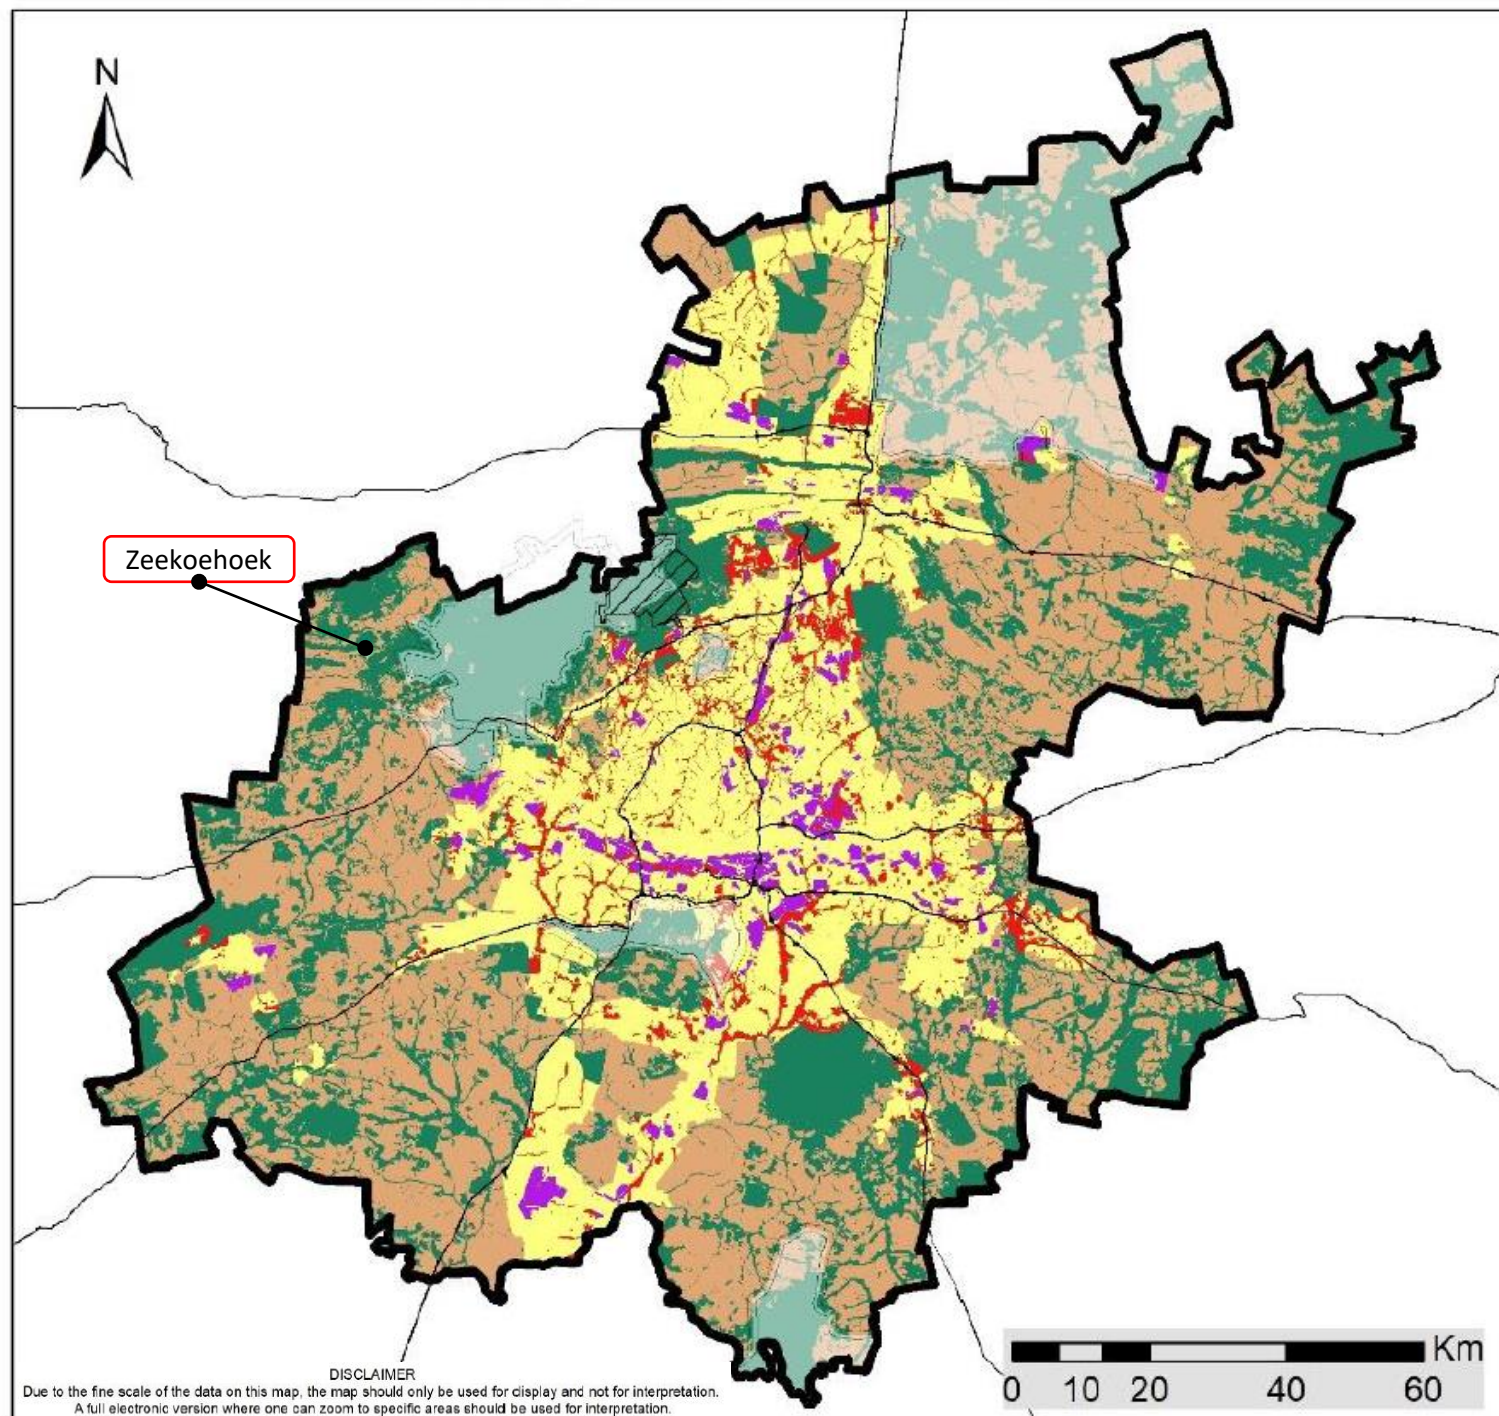 N
Zeekoehoek
DISCLAIMER
Due to the fine scale of the data on this map, the map should only be used for display and not for interpretation.
A full electronic version where one can zoom to specific areas should be used for interpretation.
Km
0 10 20 40 60